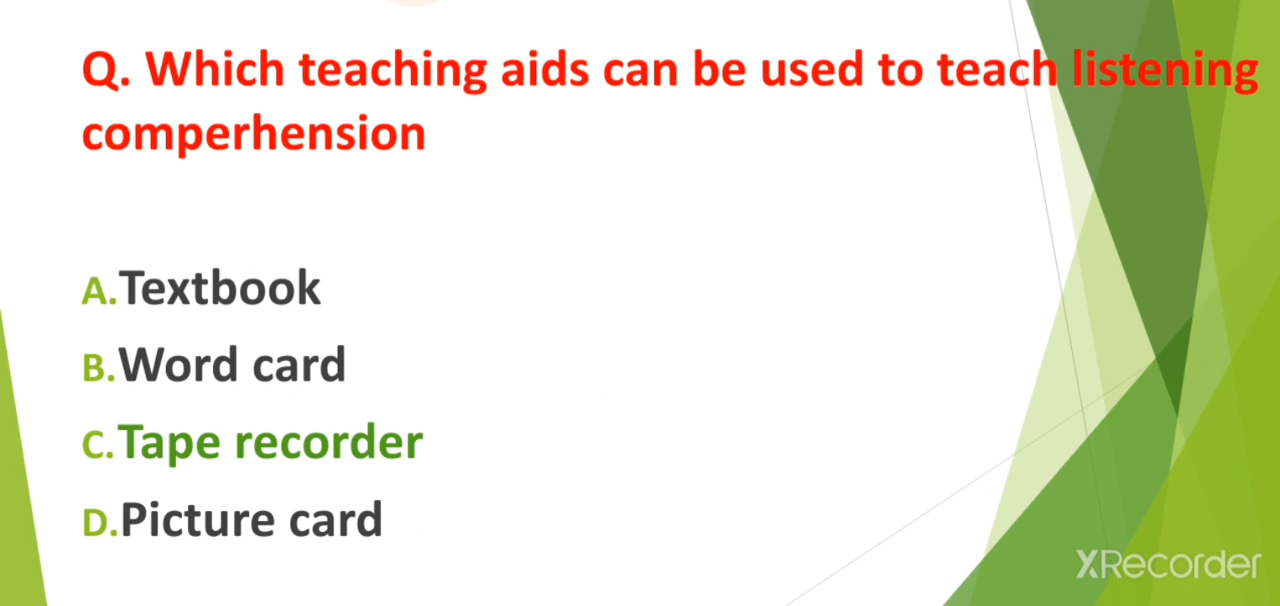 Q. Which teaching aids can be used to teach listening
comperhension
A.Textbook
B.Word card
C.Tape recorder
D.Picture card
XRecorder